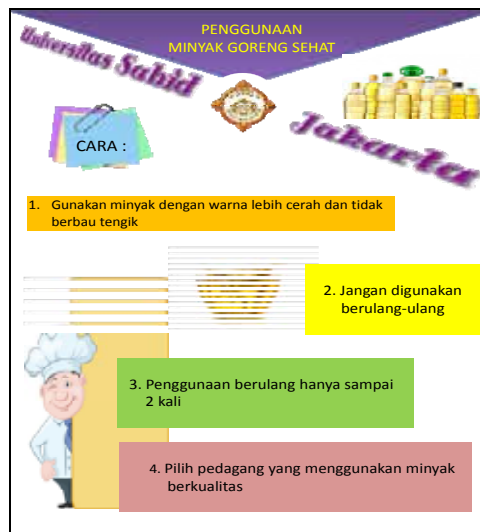 PENGGUNAAN
MINYAK GORENG SEHAT
Universitas Sahid
Jakarta
CARA :
1. Gunakan minyak dengan warna lebih cerah dan tidak
berbau tengik
2. Jangan digunakan
berulang-ulang
3. Penggunaan berulang hanya sampai
2 kali
4. Pilih pedagang yang menggunakan minyak
berkualitas